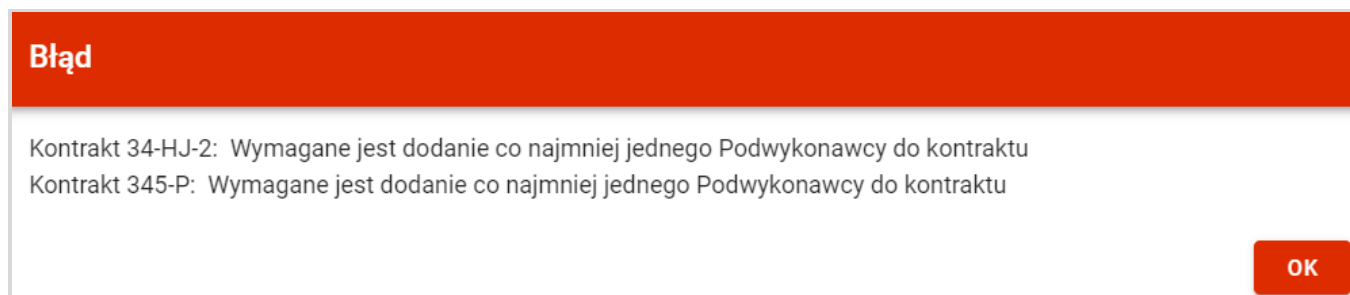 Błąd
Kontrakt 34-HJ-2:  Wymagane jest dodanie co najmniej jednego Podwykonawcy do kontraktu
Kontrakt 345-P:  Wymagane jest dodanie co najmniej jednego Podwykonawcy do kontraktu
OK